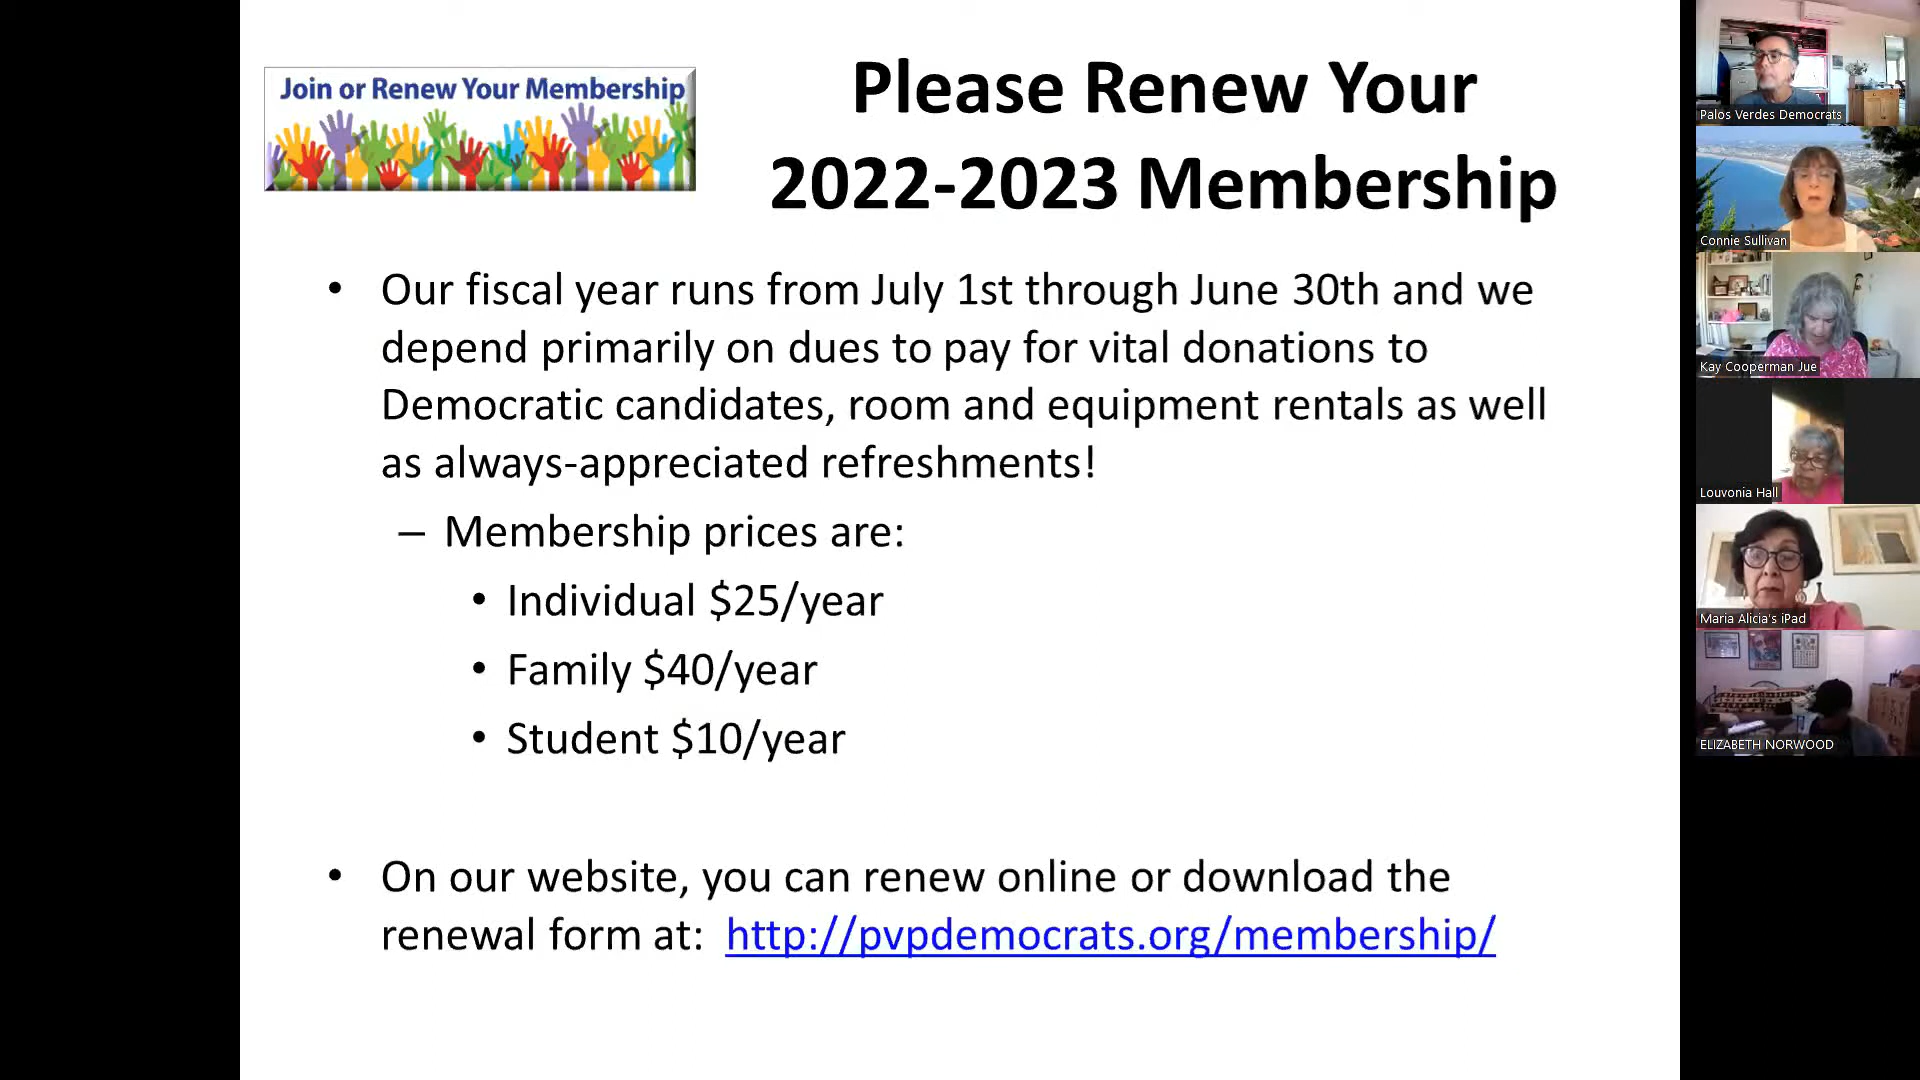 Join or Renew Your Membership
Please Renew Your
2022-2023 Membership
• Our fiscal year runs from July 1st through June 30th and we
depend primarily on dues to pay for vital donations to
Democratic candidates, room and equipment rentals as well
as always-appreciated refreshments!
– Membership prices are:
• Individual $25/year
• Family $40/year
• Student $10/year
• On our website, you can renew online or download the
renewal form at: http://pvpdemocrats.org/membership/
Palos Verdes Democrats
Connie Sullivan
Kay Cooperman Jue
Louvonia Hall
Maria Alicia's iPad
ELIZABETH NORWOOD